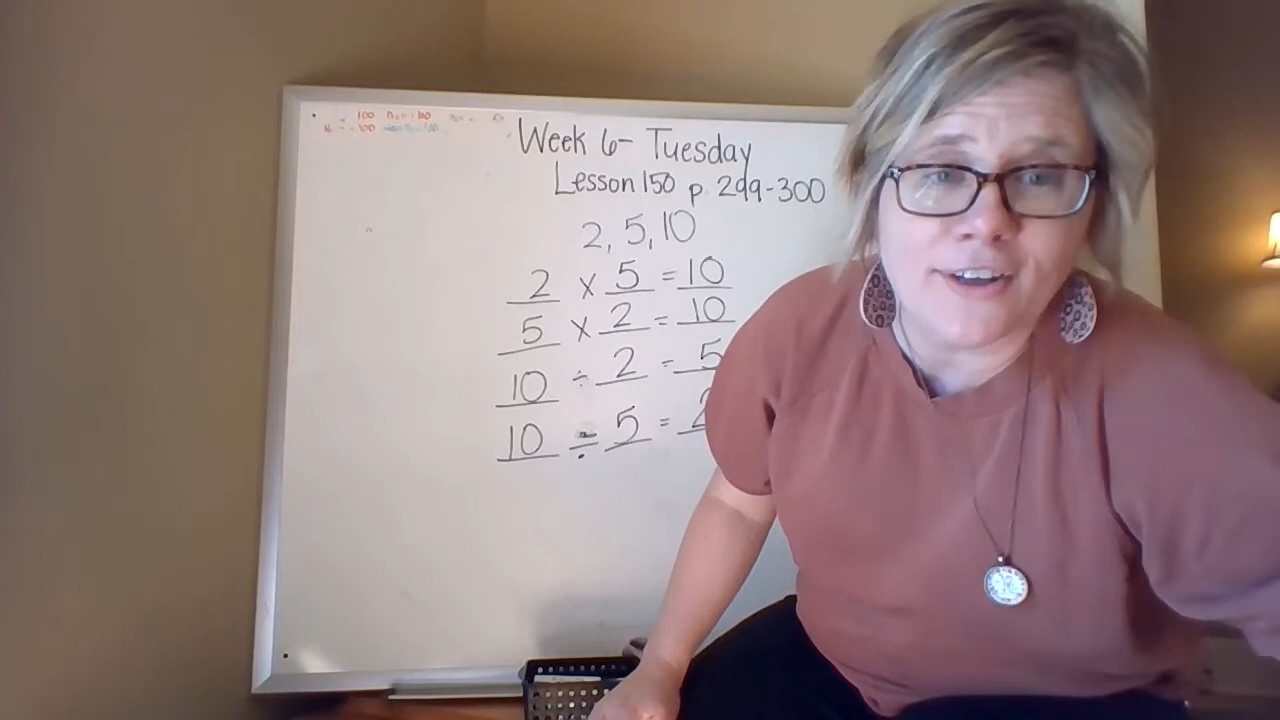 Week 6- Tuesday
Lesson 150 p. 299-300
2, 5, 10
2 x 5 = 10
5 x 2 = 10
10 ÷ 2 = 5
10 ÷ 5 = 2